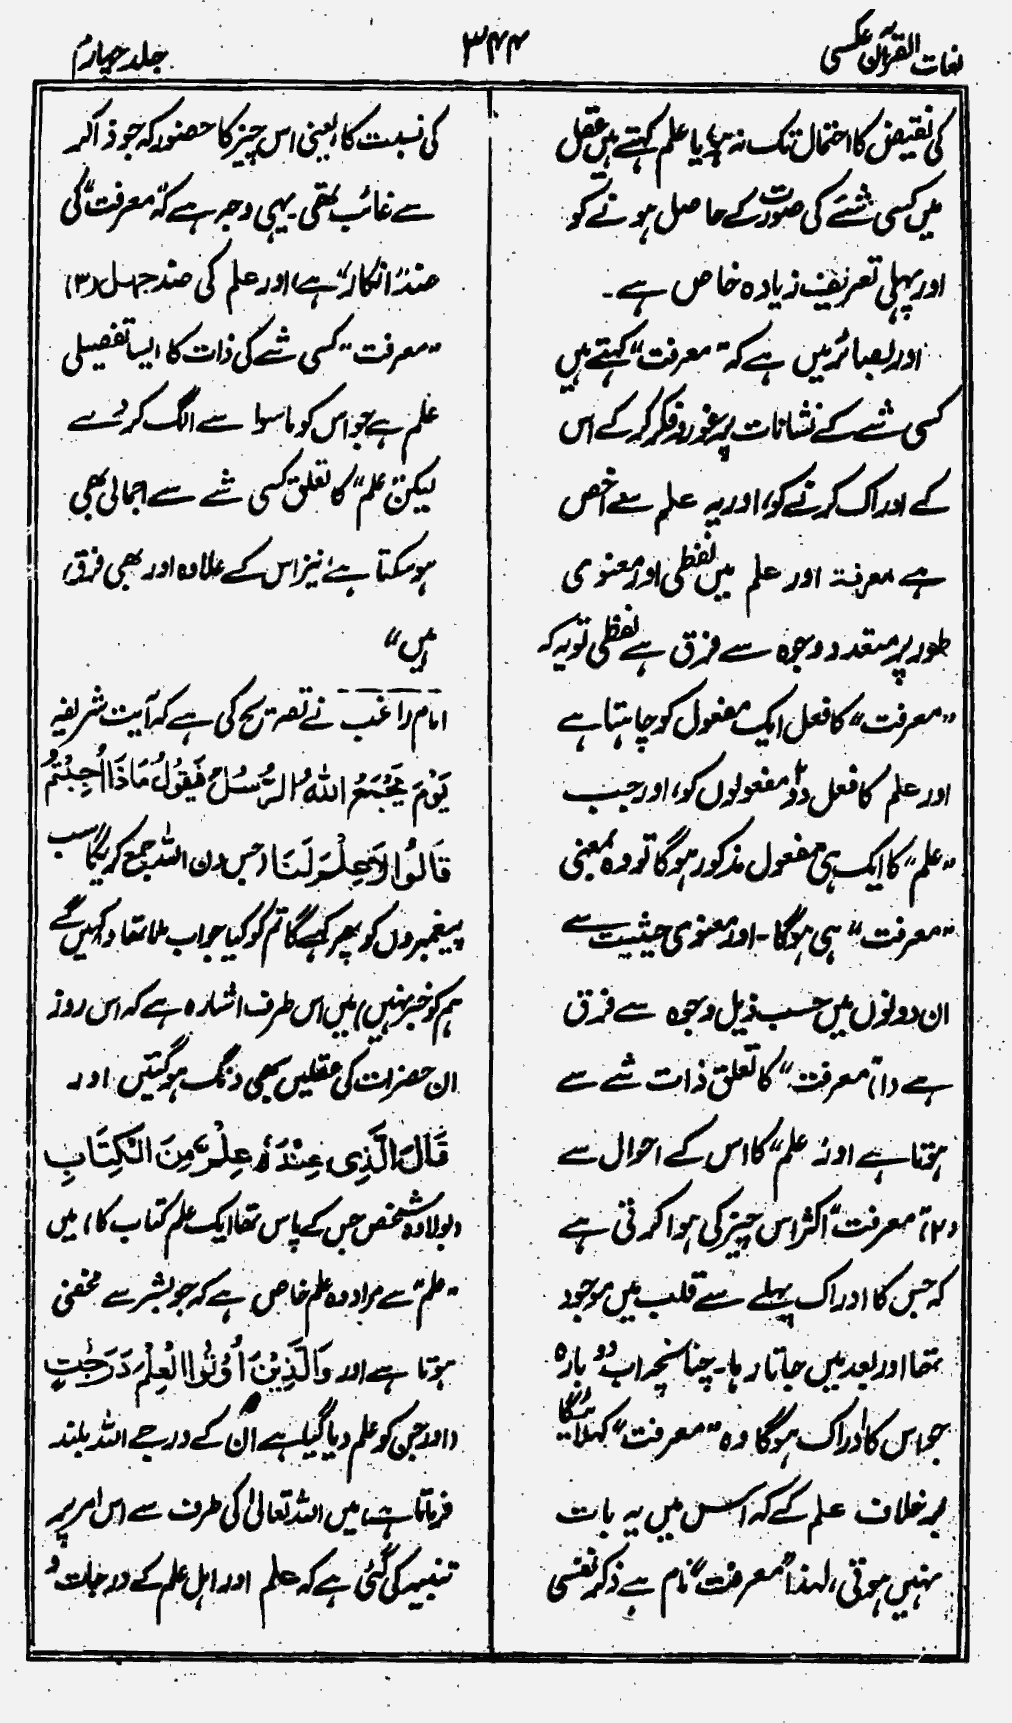 لغات القرآن عکسی
۳۴۴
جلد چہارم
کی نقیض کا احتمال تک نہ رہے یا علم کہتے ہیں عقل
میں کسی شئے کی صورت کے حاصل ہونے کو
اور پہلی تعریف زیادہ خاص ہے۔
اور بصائر میں ہے کہ "معرفت" کہتے ہیں
کسی شے کے نشانات پر غور و فکر کر کے اس
کے ادراک کرنے کو، اور یہ علم سے اخص
ہے معرفۃ اور علم میں لفظی اور معنوی
طور پر متعدد وجوہ سے فرق ہے لفظی تو یہ کہ
"معرفت" کا فعل ایک مفعول کو چاہتا ہے
اور علم کا فعل دو مفعولوں کو، اور جب
"علم" کا ایک ہی مفعول مذکور ہوگا تو وہ بمعنی
"معرفت" ہی ہوگا۔ اور معنوی حیثیت سے
ان دونوں میں حسب ذیل وجوہ سے فرق
ہے (۱) "معرفت" کا تعلق ذات شے سے
ہوتا ہے اور "علم" کا اس کے احوال سے
(۲) "معرفت" اکثر اس چیز کی ہوا کرتی ہے
کہ جس کا ادراک پہلے سے قلب میں موجود
تھا اور بعد میں جاتا رہا۔ چنانچہ اب دوبارہ
جو اس کا ادراک ہوگا وہ "معرفت" کہلائیگا
برخلاف علم کے کہ اس میں یہ بات
نہیں ہوتی، لہذا "معرفت" نام ہے ذکر نفسی
کی نسبت کا یعنی اس چیز کا حضور کہ جو ذاکر
سے غائب تھی۔ یہی وجہ ہے کہ "معرفت" کی
ضد "انکار" ہے اور علم کی ضد جہل (۳)
"معرفت" کسی شے کی ذات کا ایسا تفصیلی
علم ہے جو اس کو ماسوا سے الگ کر دے
لیکن "علم" کا تعلق کسی شے سے اجمالی بھی
ہو سکتا ہے، نیز اس کے علاوہ اور بھی فرق
ہیں"
امام راغب نے تصریح کی ہے کہ آیت شریفہ
يَوْمَ يَجْمَعُ اللّٰهُ الرُّسُلَ فَيَقُوْلُ مَاذَا اُجِبْتُمْ
قَالُوْا لَا عِلْمَ لَنَا (جس دن اللہ جمع کریگا سب
پیغمبروں کو پھر کہے گا تم کو کیا جواب ملا تھا وہ کہیں گے
ہم کو خبر نہیں) میں اس طرف اشارہ ہے کہ اس روز
ان حضرات کی عقلیں بھی دنگ ہو گئیں اور
قَالَ الَّذِي عِنْدَهٗ عِلْمٌ مِنَ الْكِتَابِ
(بولا وہ شخص جس کے پاس تھا ایک علم کتاب کا) میں
"علم" سے مراد وہ علم خاص ہے کہ جو بشر سے مخفی
ہوتا ہے اور وَالَّذِيْنَ اُوْتُوا الْعِلْمَ دَرَجٰتٍ
(اور جن کو علم دیا گیا ہے ان کے درجے اللہ بلند
فرماتا ہے) میں اللہ تعالیٰ کی طرف سے اس امر پر
تنبیہ کی گئی ہے کہ علم اور اہل علم کے درجات و